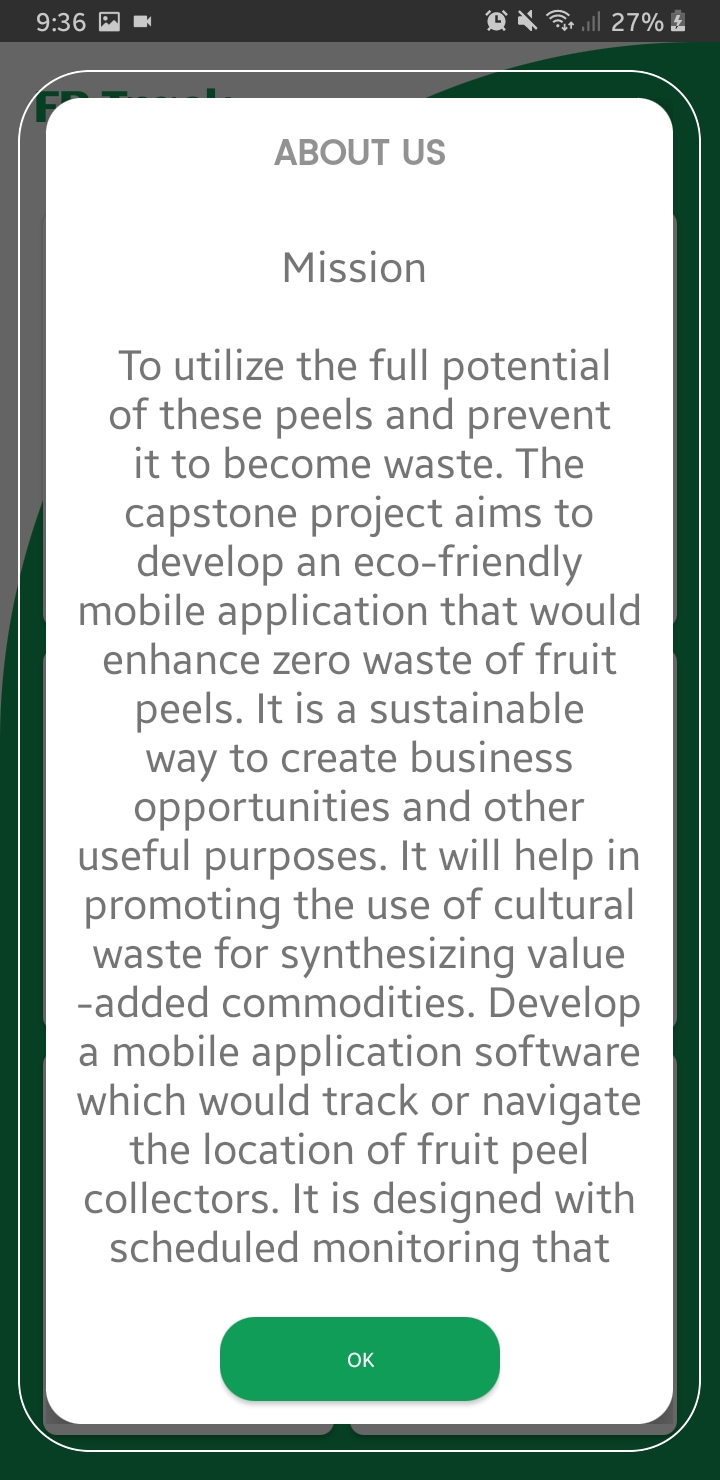 9:36
27%
ABOUT US
Mission
To utilize the full potential
of these peels and prevent
it to become waste. The
capstone project aims to
develop an eco-friendly
mobile application that would
enhance zero waste of fruit
peels. It is a sustainable
way to create business
opportunities and other
useful purposes. It will help in
promoting the use of cultural
waste for synthesizing value
-added commodities. Develop
a mobile application software
which would track or navigate
the location of fruit peel
collectors. It is designed with
scheduled monitoring that
OK